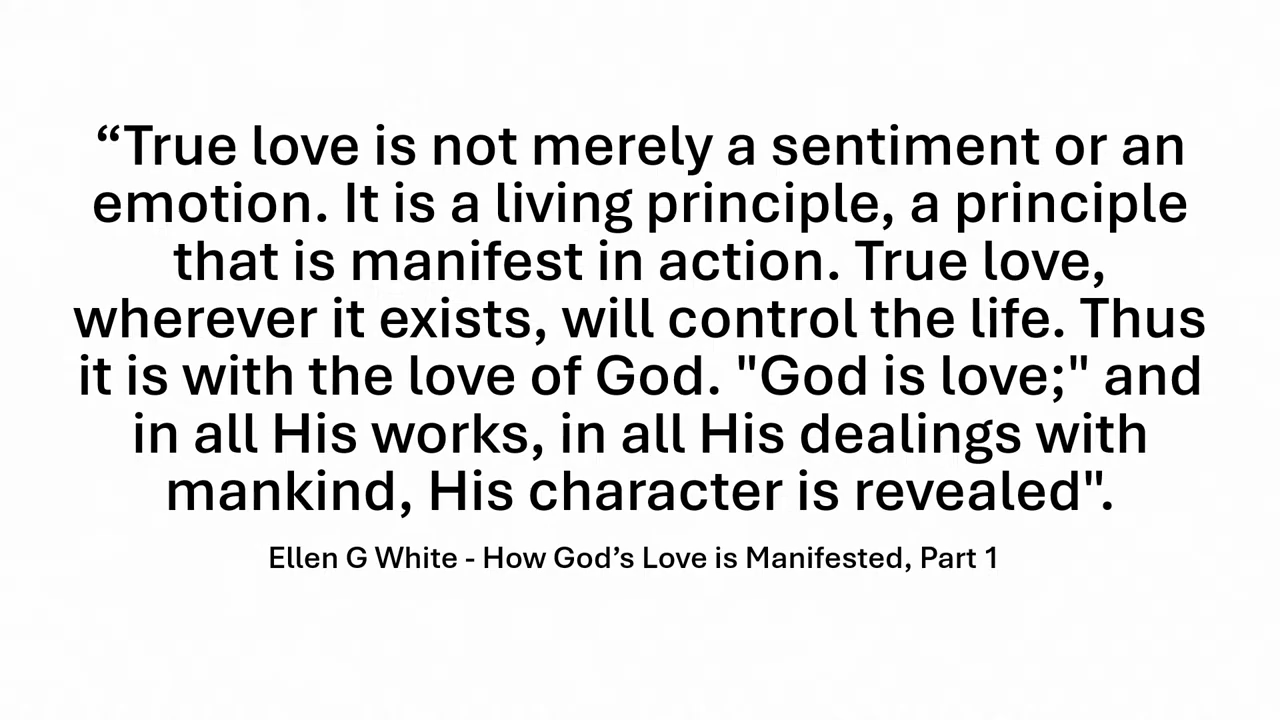 “True love is not merely a sentiment or an
emotion. It is a living principle, a principle
that is manifest in action. True love,
wherever it exists, will control the life. Thus
it is with the love of God. "God is love;" and
in all His works, in all His dealings with
mankind, His character is revealed".
Ellen G White - How God’s Love is Manifested, Part 1